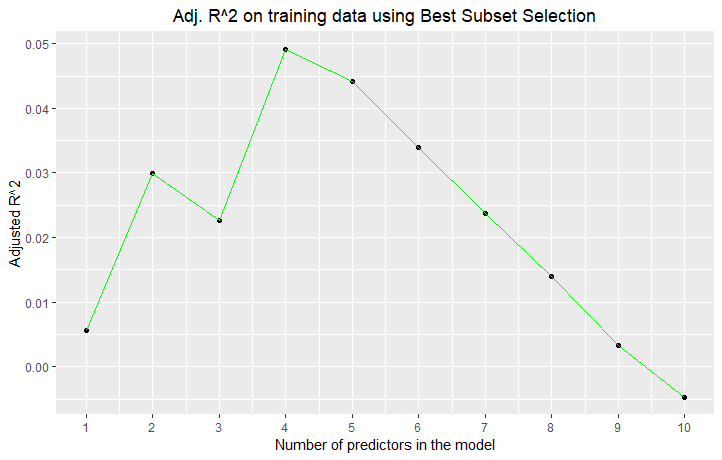 Adj. R^2 on training data using Best Subset Selection
Adjusted R^2
0.05
0.04
0.03
0.02
0.01
0.00
1 2 3 4 5 6 7 8 9 10
Number of predictors in the model